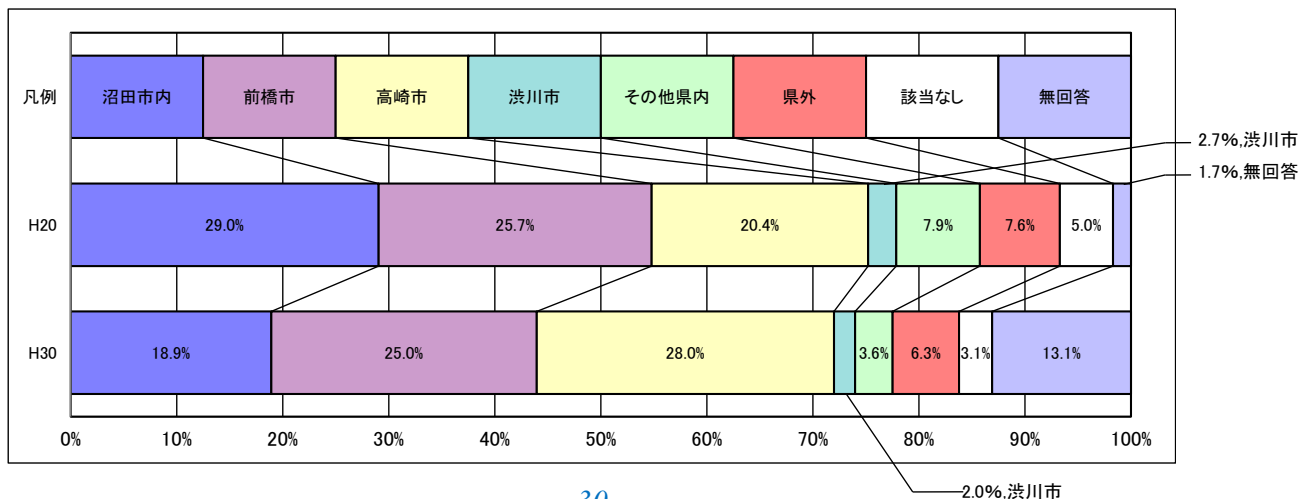 凡例 沼田市内 前橋市 高崎市 渋川市 その他県内 県外 該当なし 無回答
2.7%,渋川市
1.7%,無回答
H20 29.0% 25.7% 20.4% 7.9% 7.6% 5.0%
H30 18.9% 25.0% 28.0% 3.6% 6.3% 3.1% 13.1%
0% 10% 20% 30% 40% 50% 60% 70% 80% 90% 100%
2.0%,渋川市
30